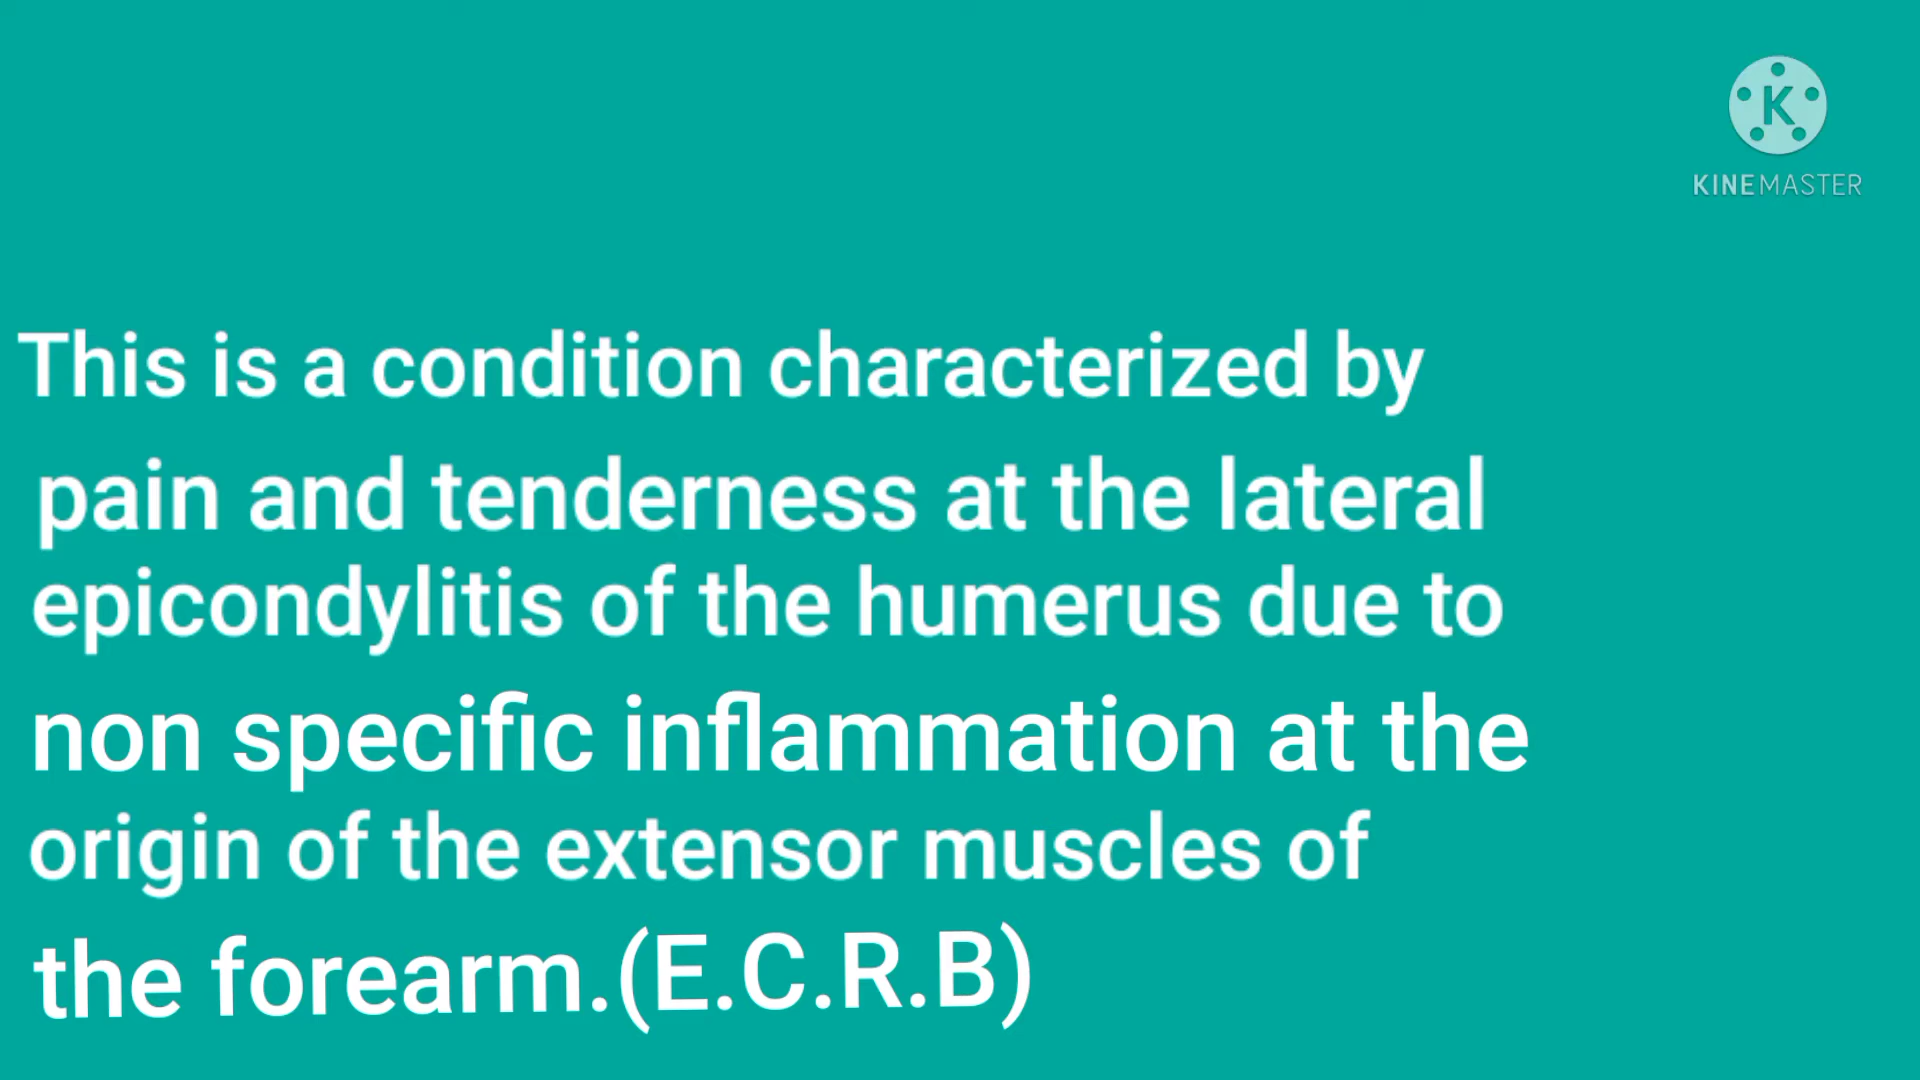 K
KINEMASTER
This is a condition characterized by
pain and tenderness at the lateral
epicondylitis of the humerus due to
non specific inflammation at the
origin of the extensor muscles of
the forearm.(E.C.R.B)